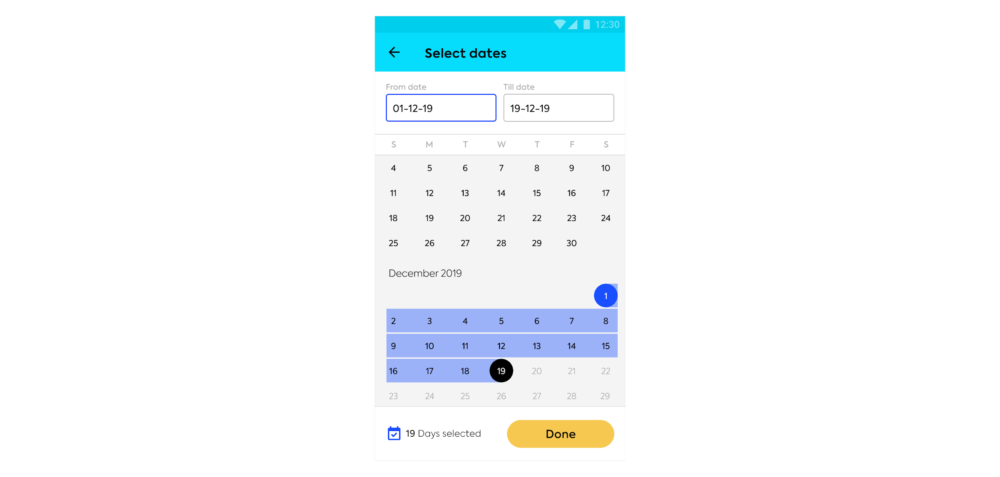 12:30
Select dates
From date Till date
01-12-19 19-12-19
S M T W T F S
4 5 6 7 8 9 10
11 12 13 14 15 16 17
18 19 20 21 22 23 24
25 26 27 28 29 30
December 2019
1
2 3 4 5 6 7 8
9 10 11 12 13 14 15
16 17 18 19 20 21 22
23 24 25 26 27 28 29
19 Days selected Done